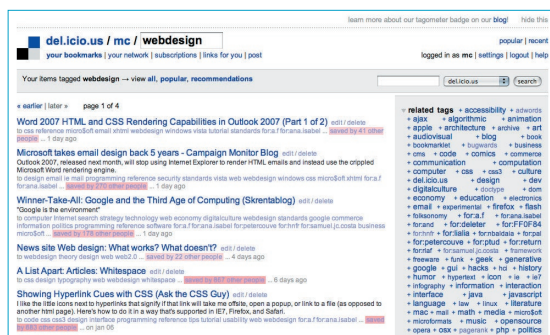 learn more about our tagometer badge on our blog! hide this
del.icio.us / mc / webdesign
popular | recent
your bookmarks | your network | subscriptions | links for you | post
logged in as mc | settings | logout | help
Your items tagged webdesign → view all, popular, recommendations
del.icio.us search
« earlier | later » page 1 of 4
Word 2007 HTML and CSS Rendering Capabilities in Outlook 2007 (Part 1 of 2) edit / delete
to css reference microsoft email xhtml webdesign windows vista tutorial standards for:a.f for:ana.isabel ... saved by 41 other
people ... 1 day ago
Microsoft takes email design back 5 years - Campaign Monitor Blog edit / delete
Outlook 2007, released next month, will stop using Internet Explorer to render HTML emails and instead use the crippled
Microsoft Word rendering engine.
to design email ie mail programming reference security standards vista web webdesign windows css microsoft xhtml for:a.f
for:ana.isabel ... saved by 270 other people ... 1 day ago
Winner-Take-All: Google and the Third Age of Computing (Skrentablog) edit / delete
"Google is the environment"
to computer internet search strategy technology web economy digitalculture webdesign standards google commerce
information politics programming reference software for:a.f for:ana.isabel for:petercouve for:hfr for:samuel.jc.costa business
microsoft ... saved by 178 other people ... 1 day ago
News site Web design: What works? What doesn't? edit / delete
to webdesign theory design web web2.0 ... saved by 22 other people ... 4 days ago
A List Apart: Articles: Whitespace edit / delete
to css design typography web webdesign whitespace ... saved by 867 other people ... 6 days ago
Showing Hyperlink Cues with CSS (Ask the CSS Guy) edit / delete
I like the little icons next to hyperlinks that signify if that link will take me offsite, open a popup, or link to a file (as opposed to
another html page). Here's how to do it in a way that's supported in IE7, Firefox, and Safari.
to code css css3 design interface programming reference tips tutorial usability web webdesign for:a.f for:ana.isabel ... saved
by 683 other people ... on jan 06
▿ related tags + accessibility + adwords
+ ajax + algorithmic + animation
+ apple + architecture + archive + art
+ audiovisual + blog + book
+ bookmarklet + bugwards + business
+ cms + code + comics + commerce
+ communication + computation
+ computer + css + css3 + culture
+ del.icio.us + design + dev
+ digitalculture + doctype + dom
+ economy + education + electronics
+ email + experimental + firefox + flash
+ folksonomy + for:a.f + for:ana.isabel
+ for:and + for:deleter + for:FF0F84
+ for:hnfr + for:lialia + for:nbaldaia + for:pal
+ for:petercouve + for:ptud + for:return
+ for:riaf + for:samuel.jc.costa + framework
+ freeware + funk + geek + generative
+ google + gui + hacks + hci + history
+ humor + hypertext + icon + ie + ie7
+ infography + information + interaction
+ interface + java + javascript
+ language + law + linux + literature
+ mac + mail + math + media + microsoft
+ microformats + music + opensource
+ opera + osx + pagerank + php + politics